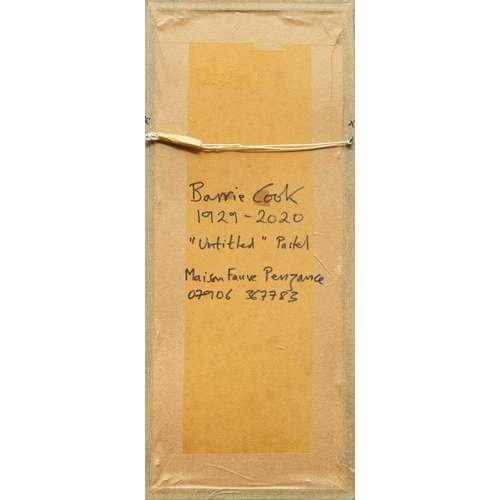 Barrie Cook
1929-2020
"Untitled" Pastel
Maison Fauve Penzance
07906 367783